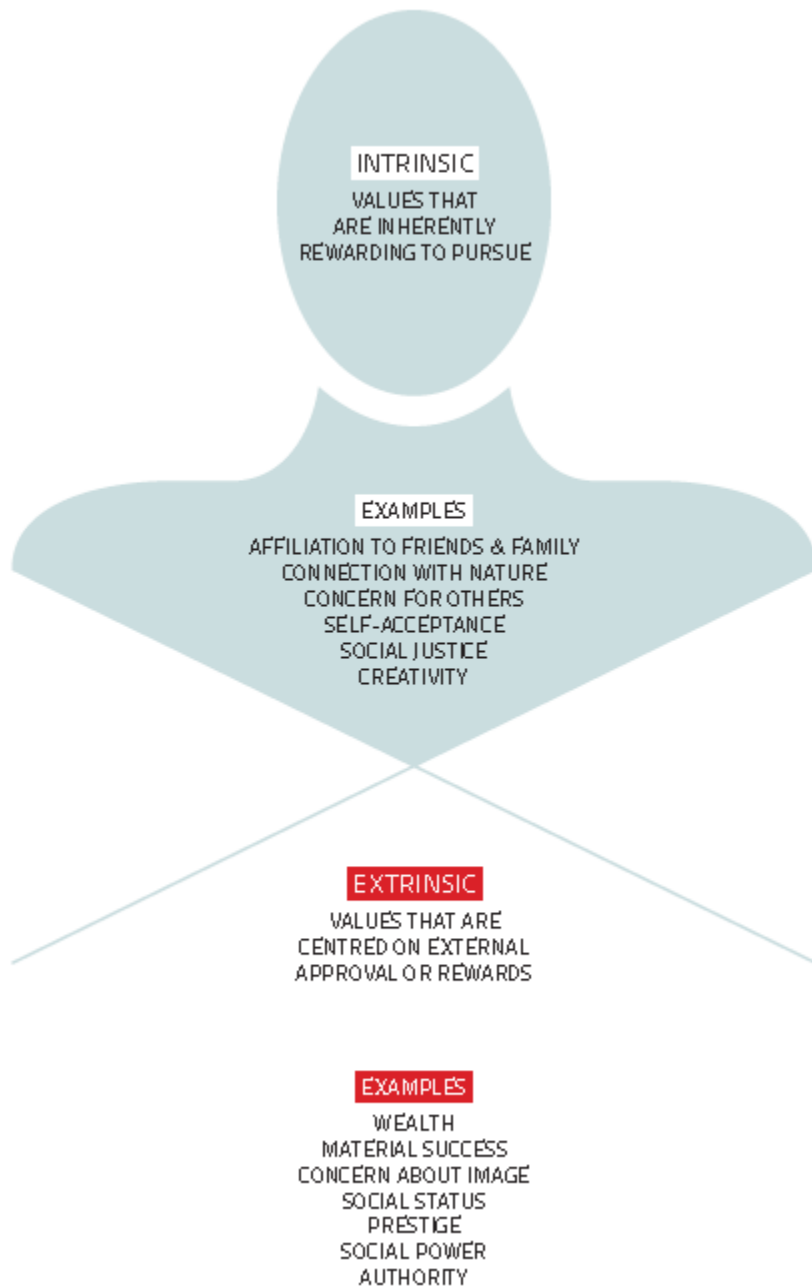 INTRINSIC
VALUES THAT
ARE INHERENTLY
REWARDING TO PURSUE
EXAMPLES
AFFILIATION TO FRIENDS & FAMILY
CONNECTION WITH NATURE
CONCERN FOR OTHERS
SELF-ACCEPTANCE
SOCIAL JUSTICE
CREATIVITY
EXTRINSIC
VALUES THAT ARE
CENTRED ON EXTERNAL
APPROVAL OR REWARDS
EXAMPLES
WEALTH
MATERIAL SUCCESS
CONCERN ABOUT IMAGE
SOCIAL STATUS
PRESTIGE
SOCIAL POWER
AUTHORITY